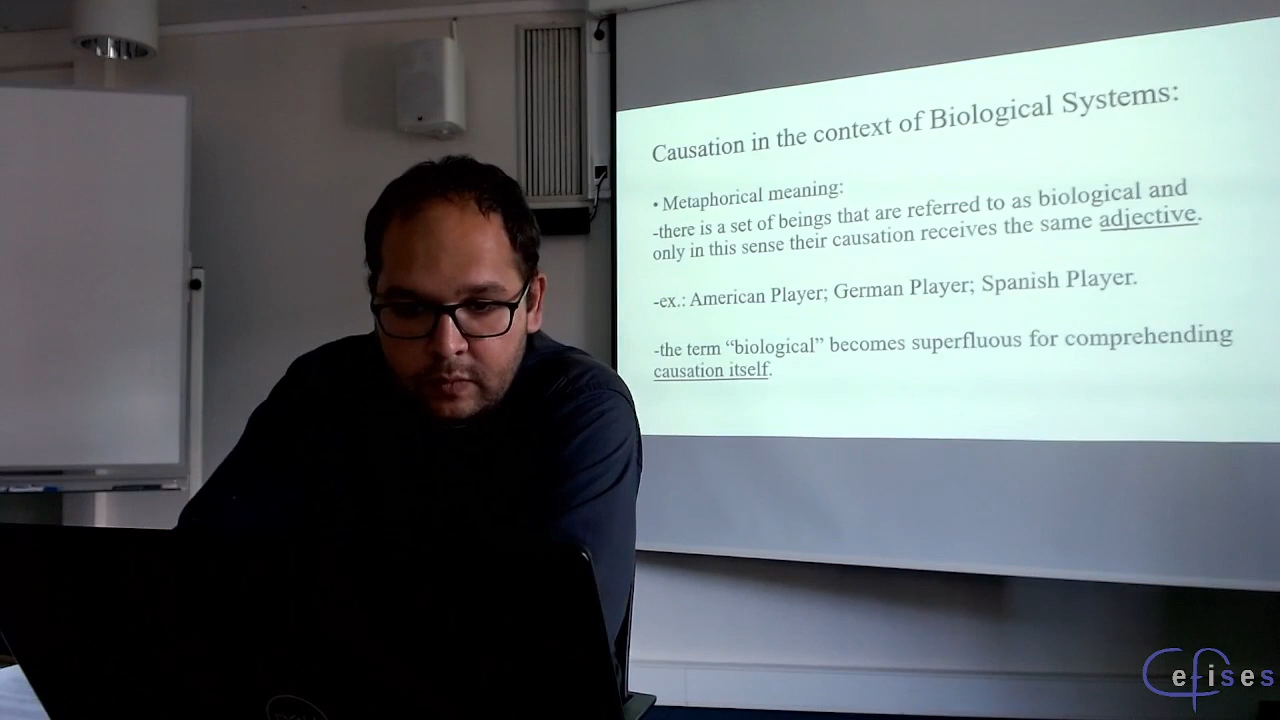 Causation in the context of Biological Systems:
• Metaphorical meaning:
-there is a set of beings that are referred to as biological and
only in this sense their causation receives the same adjective.
-ex.: American Player; German Player; Spanish Player.
-the term “biological” becomes superfluous for comprehending
causation itself.
Cefises